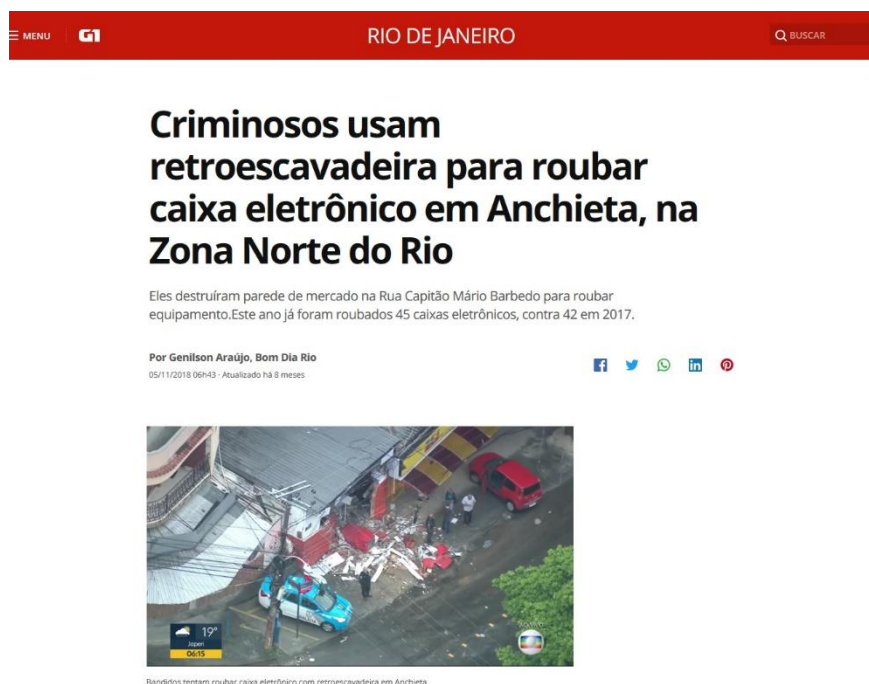 MENU
G1
RIO DE JANEIRO
BUSCAR
Criminosos usam
retroescavadeira para roubar
caixa eletrônico em Anchieta, na
Zona Norte do Rio
Eles destruíram parede de mercado na Rua Capitão Mário Barbedo para roubar
equipamento.Este ano já foram roubados 45 caixas eletrônicos, contra 42 em 2017.
Por Genilson Araújo, Bom Dia Rio
05/11/2018 06h43 · Atualizado há 8 meses
19°
Japeri
06:15
AO VIVO
Bandidos tentam roubar caixa eletrônico com retroescavadeira em Anchieta